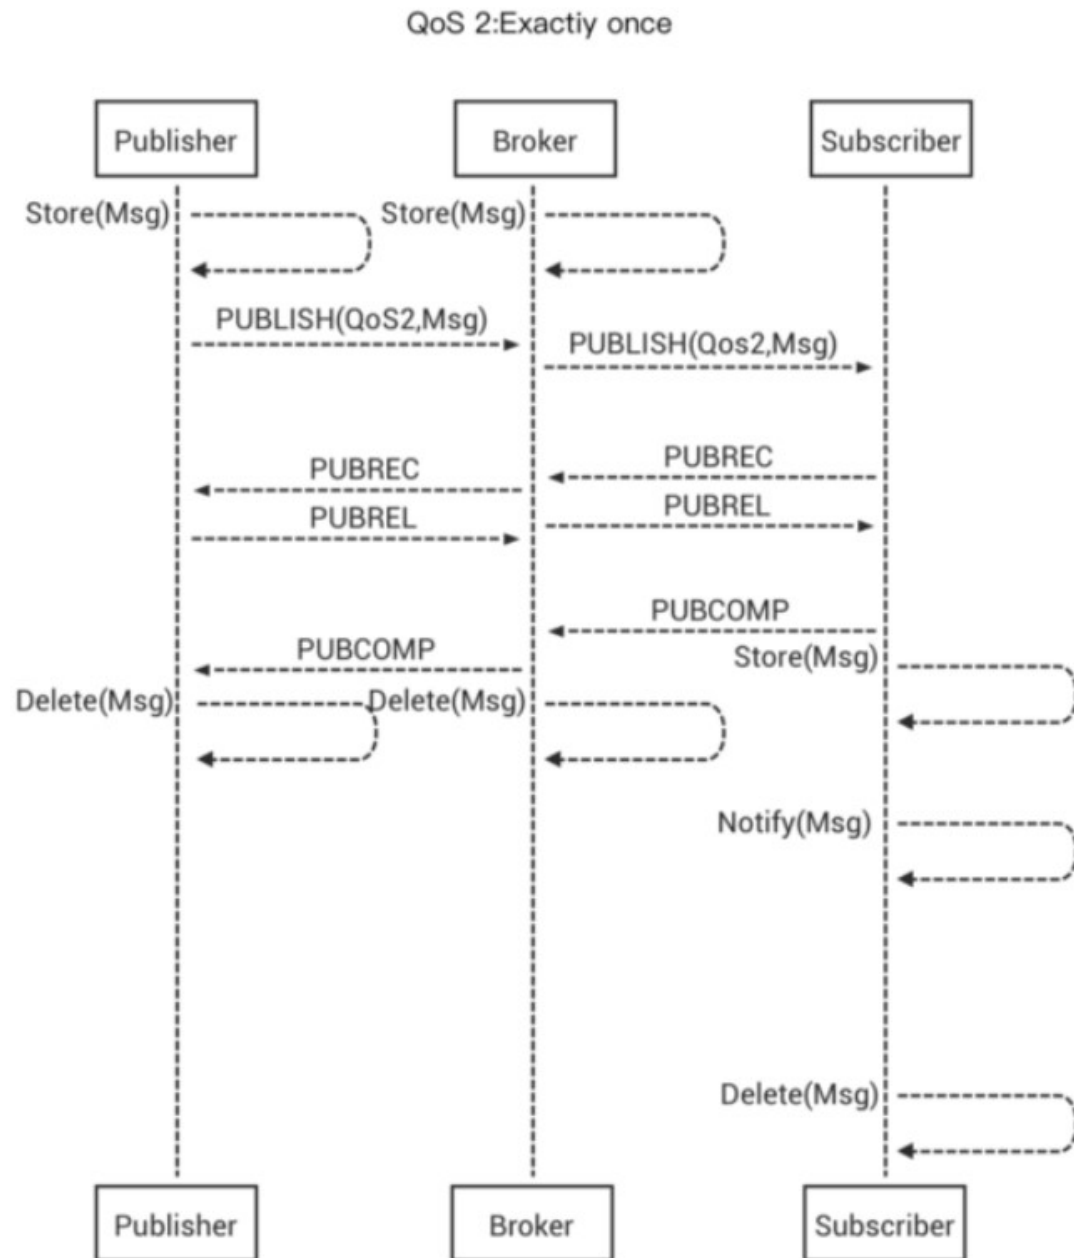 QoS 2:Exactiy once
Publisher
Broker
Subscriber
Store(Msg)
Store(Msg)
PUBLISH(QoS2,Msg)
PUBLISH(Qos2,Msg)
PUBREC
PUBREC
PUBREL
PUBREL
PUBCOMP
PUBCOMP
Store(Msg)
Delete(Msg)
Delete(Msg)
Notify(Msg)
Delete(Msg)
Publisher
Broker
Subscriber